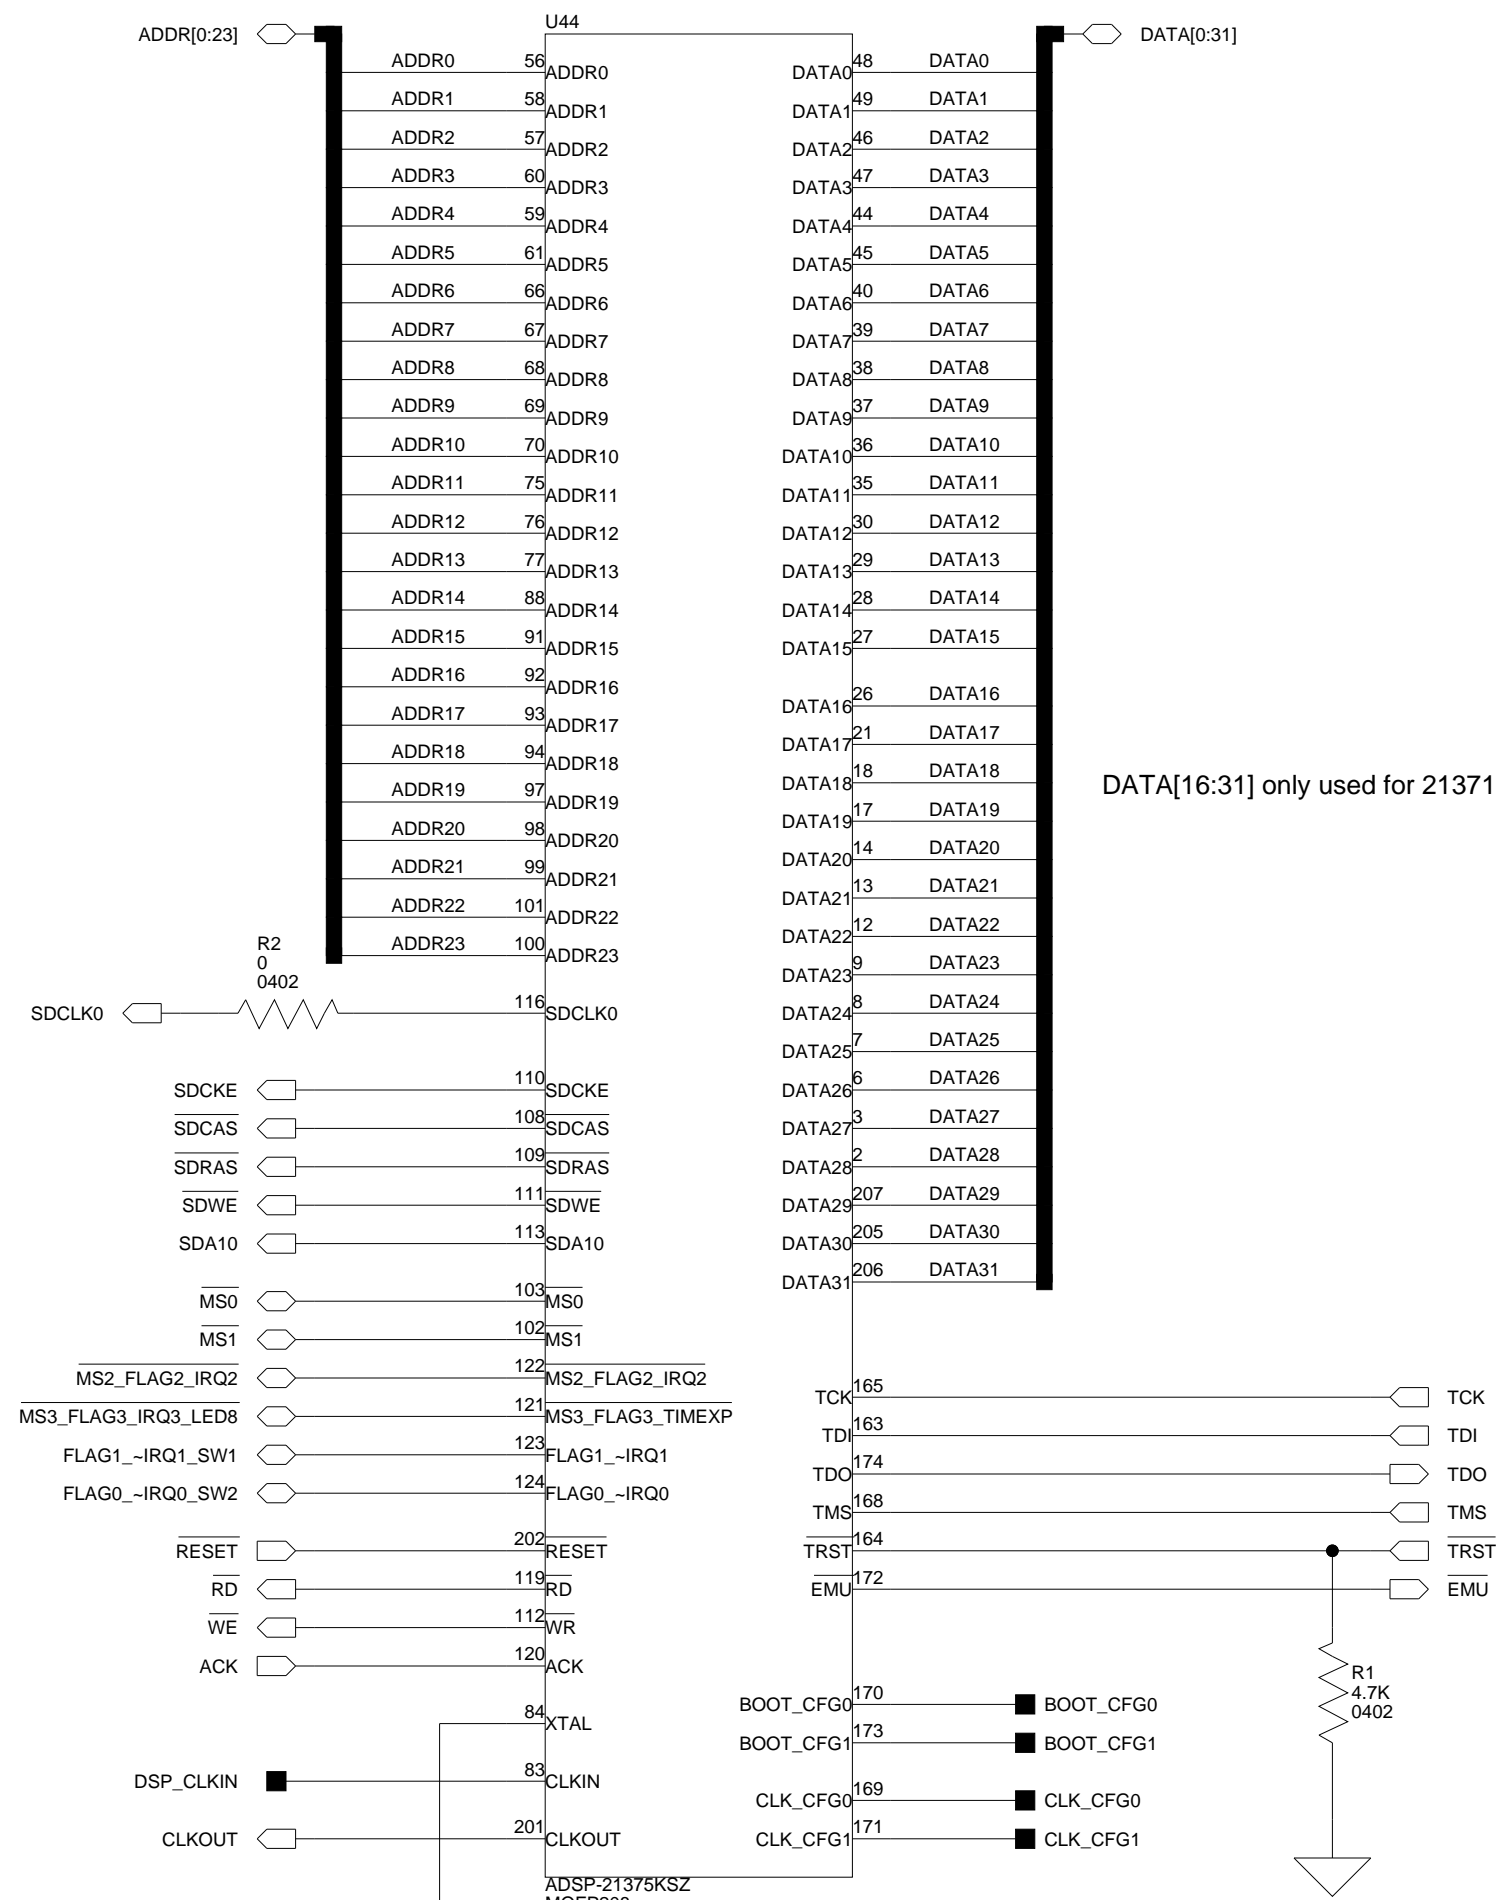 U44
ADDR[0:23] DATA[0:31]
ADDR0 56 ADDR0 DATA0 48 DATA0
ADDR1 58 ADDR1 DATA1 49 DATA1
ADDR2 57 ADDR2 DATA2 46 DATA2
ADDR3 60 ADDR3 DATA3 47 DATA3
ADDR4 59 ADDR4 DATA4 44 DATA4
ADDR5 61 ADDR5 DATA5 45 DATA5
ADDR6 66 ADDR6 DATA6 40 DATA6
ADDR7 67 ADDR7 DATA7 39 DATA7
ADDR8 68 ADDR8 DATA8 38 DATA8
ADDR9 69 ADDR9 DATA9 37 DATA9
ADDR10 70 ADDR10 DATA10 36 DATA10
ADDR11 75 ADDR11 DATA11 35 DATA11
ADDR12 76 ADDR12 DATA12 30 DATA12
ADDR13 77 ADDR13 DATA13 29 DATA13
ADDR14 88 ADDR14 DATA14 28 DATA14
ADDR15 91 ADDR15 DATA15 27 DATA15
ADDR16 92 ADDR16 DATA16 26 DATA16
ADDR17 93 ADDR17 DATA17 21 DATA17
ADDR18 94 ADDR18 DATA18 18 DATA18
DATA[16:31] only used for 21371
ADDR19 97 ADDR19 DATA19 17 DATA19
ADDR20 98 ADDR20 DATA20 14 DATA20
ADDR21 99 ADDR21 DATA21 13 DATA21
ADDR22 101 ADDR22 DATA22 12 DATA22
ADDR23 100 ADDR23 DATA23 9 DATA23
R2
0
0402
SDCLK0 116 SDCLK0 DATA24 8 DATA24
DATA25 7 DATA25
SDCKE 110 SDCKE DATA26 6 DATA26
SDCAS 108 SDCAS DATA27 3 DATA27
SDRAS 109 SDRAS DATA28 2 DATA28
SDWE 111 SDWE DATA29 207 DATA29
SDA10 113 SDA10 DATA30 205 DATA30
DATA31 206 DATA31
MS0 103 MS0
MS1 102 MS1
MS2_FLAG2_IRQ2 122 MS2_FLAG2_IRQ2
TCK 165 TCK
MS3_FLAG3_IRQ3_LED8 121 MS3_FLAG3_TIMEXP
TDI 163 TDI
FLAG1_~IRQ1_SW1 123 FLAG1_~IRQ1
TDO 174 TDO
FLAG0_~IRQ0_SW2 124 FLAG0_~IRQ0
TMS 168 TMS
RESET 202 RESET TRST 164 TRST
RD 119 RD EMU 172 EMU
WE 112 WR
ACK 120 ACK
R1
4.7K
0402
84 XTAL BOOT_CFG0 170 BOOT_CFG0
BOOT_CFG1 173 BOOT_CFG1
DSP_CLKIN 83 CLKIN
CLK_CFG0 169 CLK_CFG0
CLKOUT 201 CLKOUT CLK_CFG1 171 CLK_CFG1
ADSP-21375KSZ